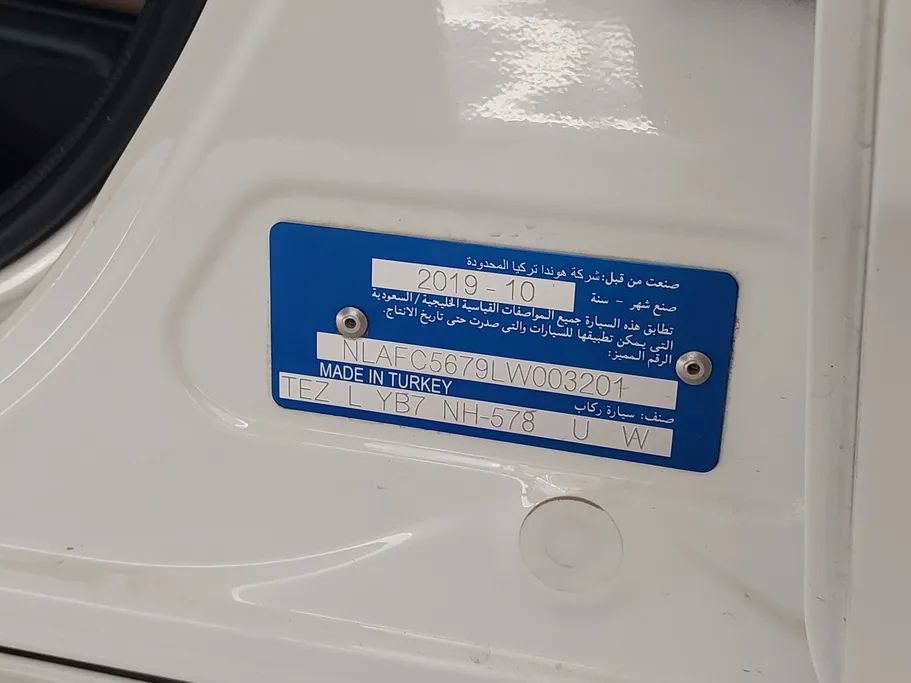 صنعت من قبل: شركة هوندا تركيا المحدودة
صنع شهر - سنة 2019 - 10
تطابق هذه السيارة جميع المواصفات القياسية الخليجية / السعودية
التي يمكن تطبيقها للسيارات والتى صدرت حتى تاريخ الانتاج.
الرقم المميز:
NLAFC5679LW003201
MADE IN TURKEY
صنف: سيارة ركاب
TEZ L YB7 NH-578 U W